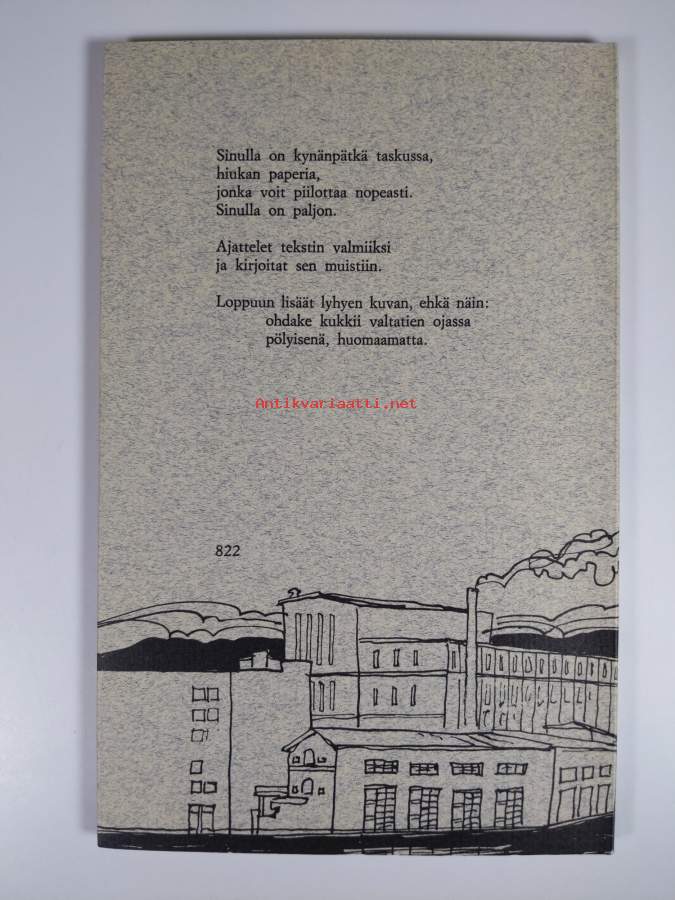 Sinulla on kynänpätkä taskussa,
hiukan paperia,
jonka voit piilottaa nopeasti.
Sinulla on paljon.
Ajattelet tekstin valmiiksi
ja kirjoitat sen muistiin.
Loppuun lisäät lyhyen kuvan, ehkä näin:
ohdake kukkii valtatien ojassa
pölyisenä, huomaamatta.
Antikvariaatti.net
822